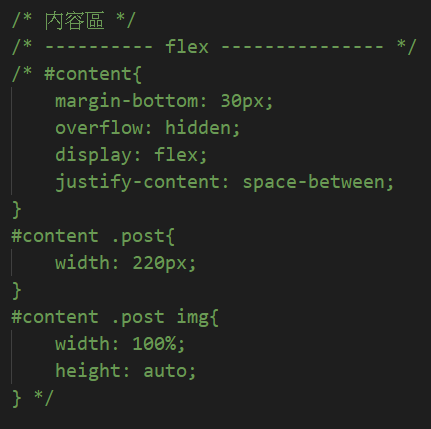 /* 內容區 */
/* ---------- flex --------------- */
/* #content{
    margin-bottom: 30px;
    overflow: hidden;
    display: flex;
    justify-content: space-between;
}
#content .post{
    width: 220px;
}
#content .post img{
    width: 100%;
    height: auto;
} */